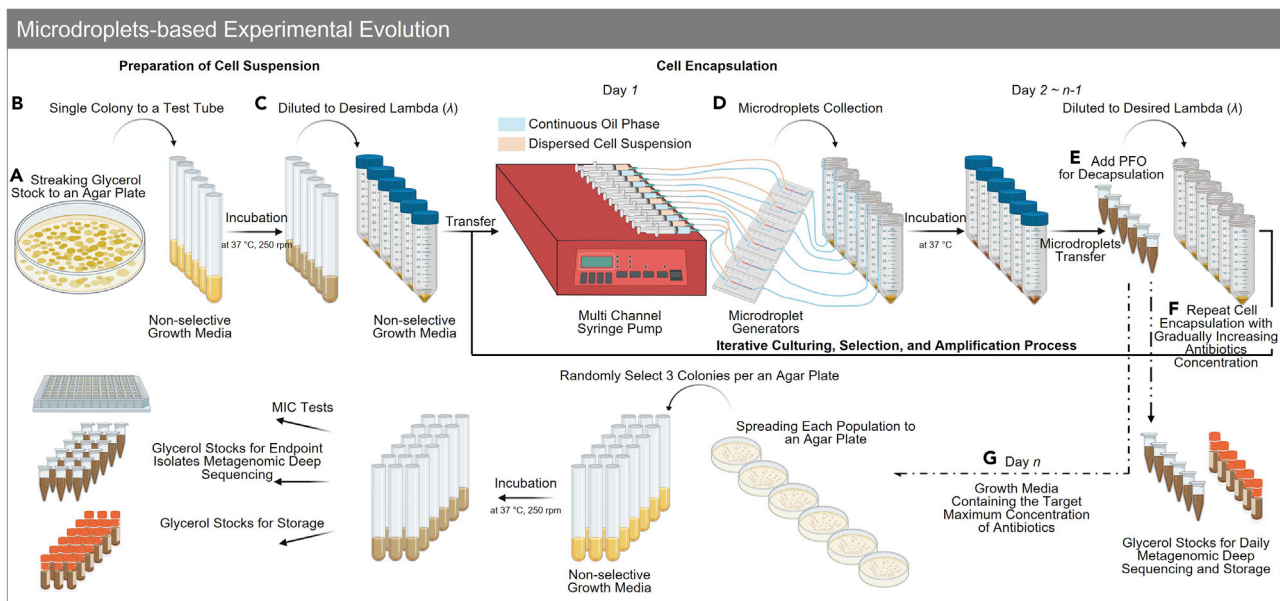 Microdroplets-based Experimental Evolution
Preparation of Cell Suspension
Cell Encapsulation
B
Single Colony to a Test Tube
C
Diluted to Desired Lambda (λ)
Day 1
Continuous Oil Phase
Dispersed Cell Suspension
D
Microdroplets Collection
Day 2 ~ n-1
Diluted to Desired Lambda (λ)
A
Streaking Glycerol
Stock to an Agar Plate
Incubation
at 37 °C, 250 rpm
Transfer
Incubation
at 37 °C
E
Add PFO
for Decapsulation
Microdroplets
Transfer
Non-selective
Growth Media
Non-selective
Growth Media
Multi Channel
Syringe Pump
Microdroplet
Generators
Iterative Culturing, Selection, and Amplification Process
F
Repeat Cell
Encapsulation with
Gradually Increasing
Antibiotics
Concentration
Randomly Select 3 Colonies per an Agar Plate
MIC Tests
Glycerol Stocks for Endpoint
Isolates Metagenomic Deep
Sequencing
Glycerol Stocks for Storage
Incubation
at 37 °C, 250 rpm
Non-selective
Growth Media
Spreading Each Population to
an Agar Plate
G
Day n
Growth Media
Containing the Target
Maximum Concentration
of Antibiotics
Glycerol Stocks for Daily
Metagenomic Deep
Sequencing and Storage